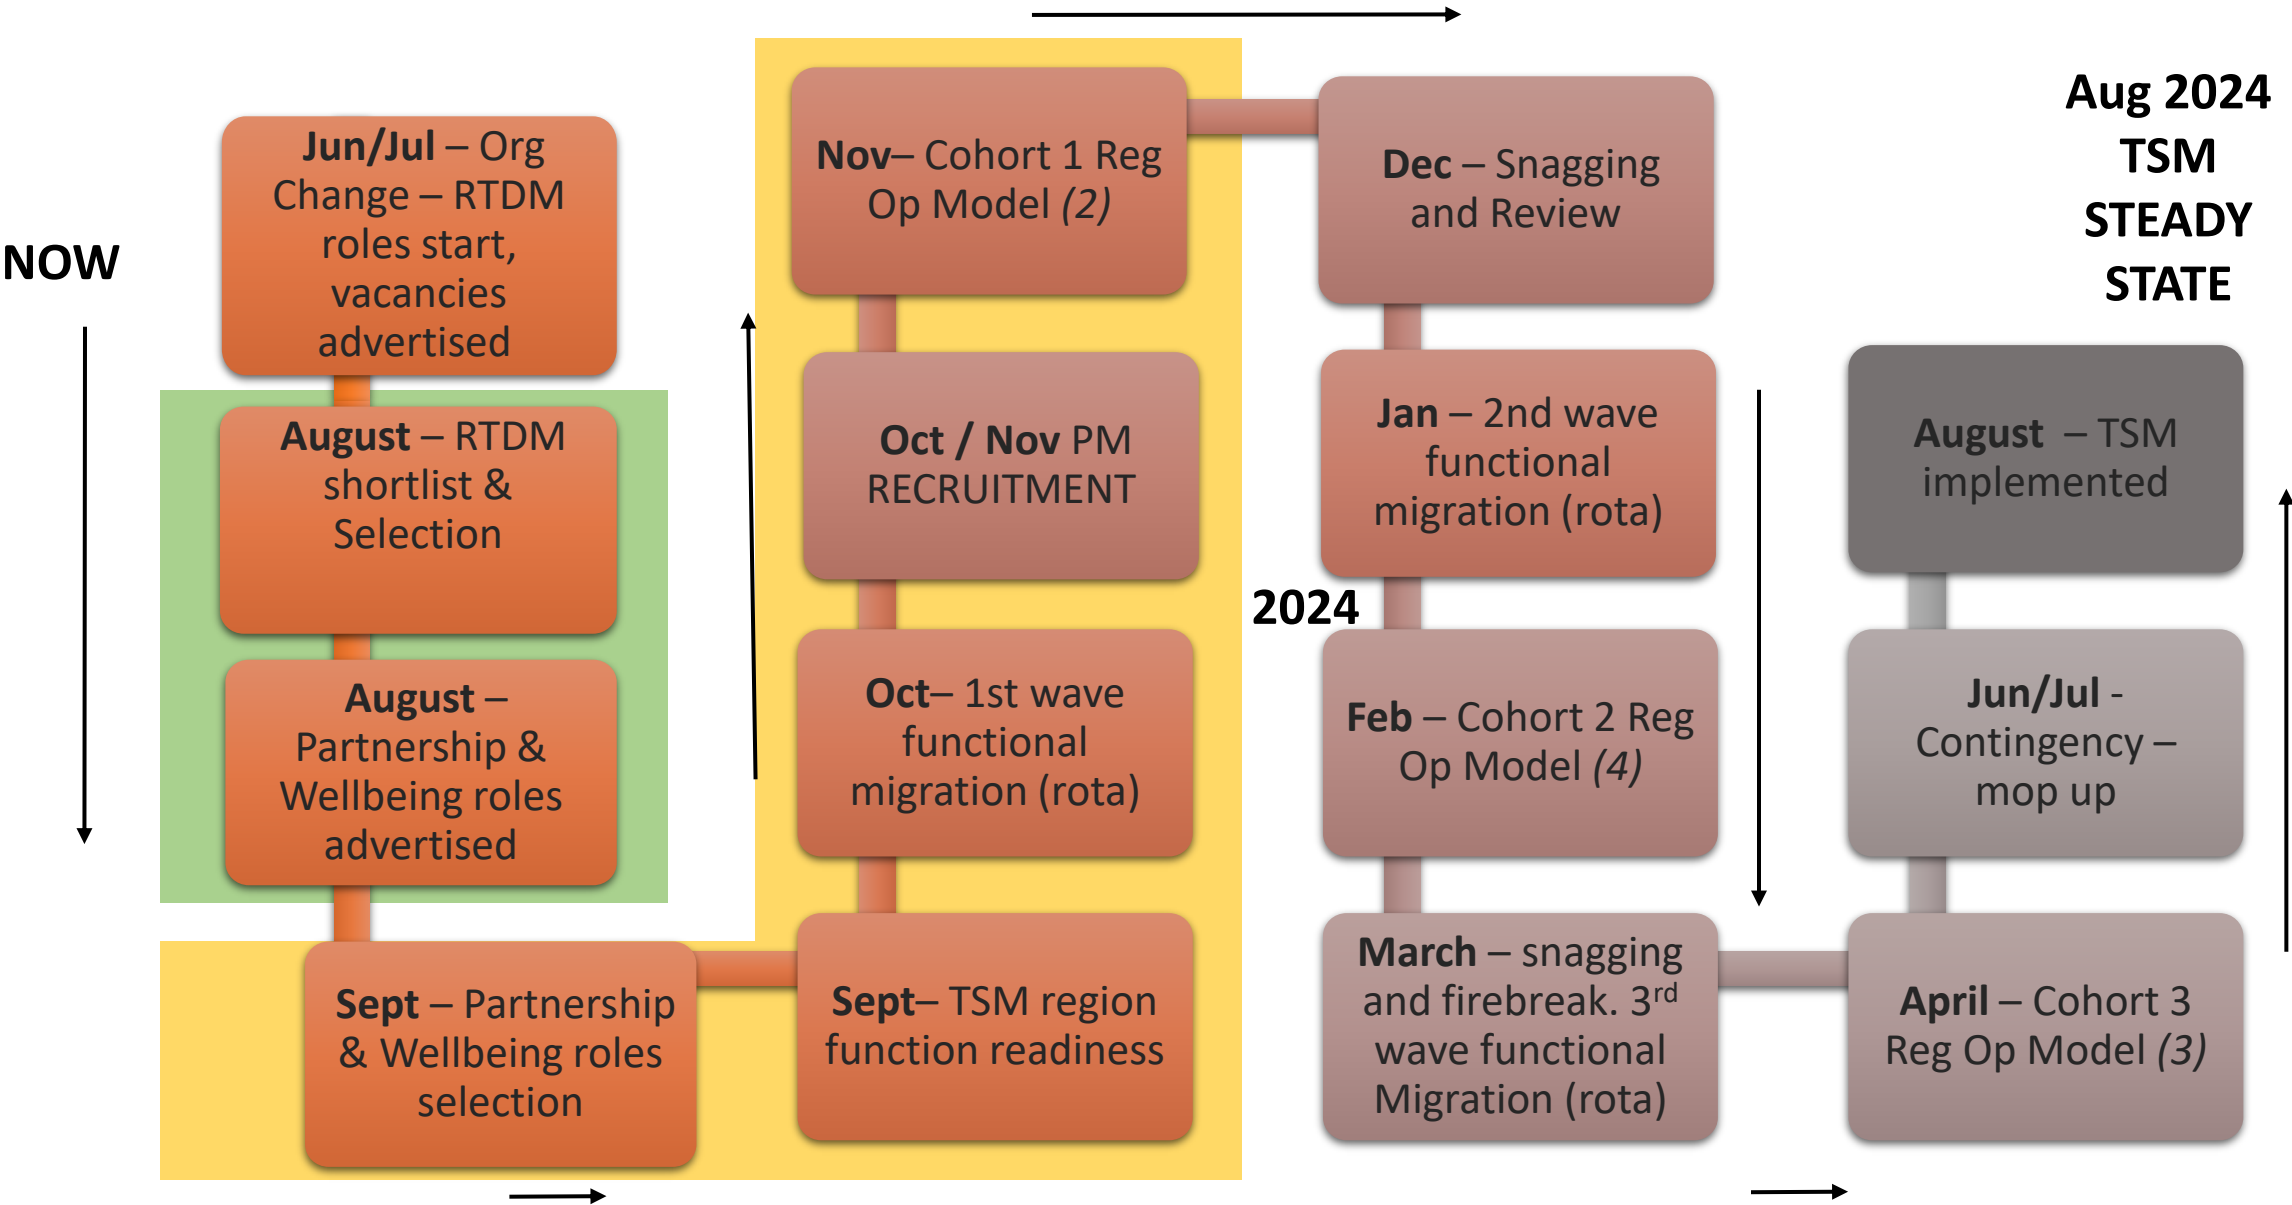 NOW
Jun/Jul – Org
Change – RTDM
roles start,
vacancies
advertised
August – RTDM
shortlist &
Selection
August –
Partnership &
Wellbeing roles
advertised
Sept – Partnership
& Wellbeing roles
selection
Sept– TSM region
function readiness
Oct– 1st wave
functional
migration (rota)
Oct / Nov PM
RECRUITMENT
Nov– Cohort 1 Reg
Op Model (2)
Dec – Snagging
and Review
2024
Jan – 2nd wave
functional
migration (rota)
Feb – Cohort 2 Reg
Op Model (4)
March – snagging
and firebreak. 3rd
wave functional
Migration (rota)
April – Cohort 3
Reg Op Model (3)
Jun/Jul -
Contingency –
mop up
August – TSM
implemented
Aug 2024
TSM
STEADY
STATE